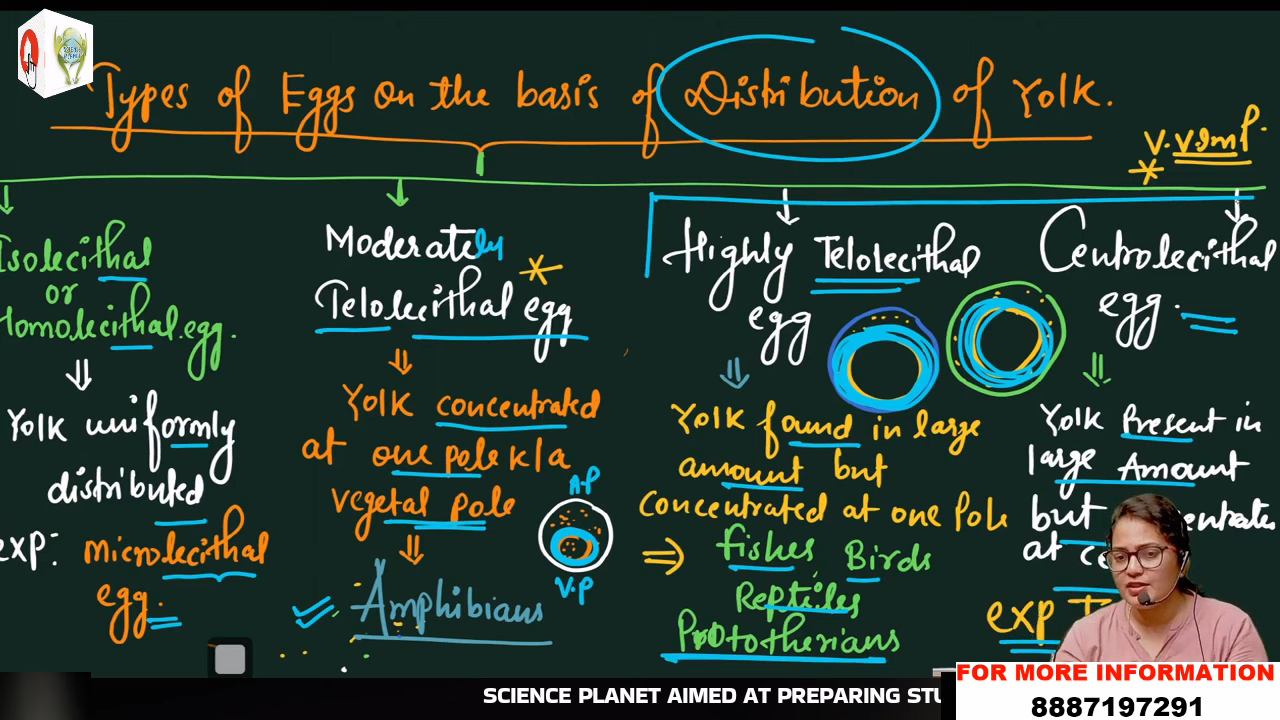 Types of Eggs on the basis of Distribution of Yolk.
V. V. Imp.
Isolecithal
or
Homolecithal egg.
Yolk uniformly
distributed
exp: microlecithal
egg.
Moderately
Telolecithal egg
Yolk concentrated
at one pole k/a
vegetal pole
A.P
V.P
Amphibians
Highly Telolecithal
egg
Yolk found in large
amount but
concentrated at one Pole
fishes, Birds
Reptiles
Prototherians
Centrolecithal
egg.
Yolk Present in
large Amount
but
at
exp
SCIENCE PLANET AIMED AT PREPARING STU
FOR MORE INFORMATION
8887197291